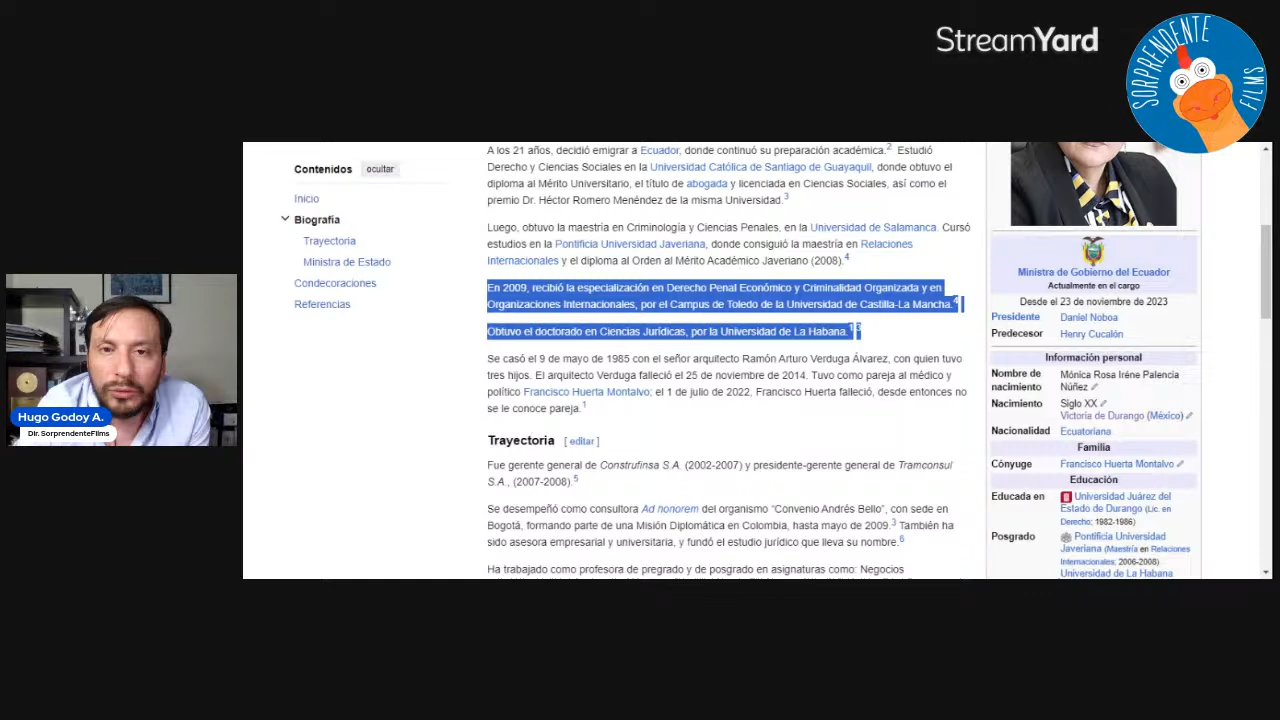 StreamYard
SORPRENDENTE
FILMS
Contenidos ocultar
Inicio
Biografía
Trayectoria
Ministra de Estado
Condecoraciones
Referencias
A los 21 años, decidió emigrar a Ecuador, donde continuó su preparación académica.2 Estudió
Derecho y Ciencias Sociales en la Universidad Católica de Santiago de Guayaquil, donde obtuvo el
diploma al Mérito Universitario, el título de abogada y licenciada en Ciencias Sociales, así como el
premio Dr. Héctor Romero Menéndez de la misma Universidad.3
Luego, obtuvo la maestría en Criminología y Ciencias Penales, en la Universidad de Salamanca. Cursó
estudios en la Pontificia Universidad Javeriana, donde consiguió la maestría en Relaciones
Internacionales y el diploma al Orden al Mérito Académico Javeriano (2008).4
En 2009, recibió la especialización en Derecho Penal Económico y Criminalidad Organizada y en
Organizaciones Internacionales, por el Campus de Toledo de la Universidad de Castilla-La Mancha.4
Obtuvo el doctorado en Ciencias Jurídicas, por la Universidad de La Habana.1 3
Se casó el 9 de mayo de 1985 con el señor arquitecto Ramón Arturo Verduga Álvarez, con quien tuvo
tres hijos. El arquitecto Verduga falleció el 25 de noviembre de 2014. Tuvo como pareja al médico y
político Francisco Huerta Montalvo; el 1 de julio de 2022, Francisco Huerta falleció, desde entonces no
se le conoce pareja.1
Trayectoria [ editar ]
Fue gerente general de Construfinsa S.A. (2002-2007) y presidente-gerente general de Tramconsul
S.A., (2007-2008).5
Se desempeñó como consultora Ad honorem del organismo “Convenio Andrés Bello”, con sede en
Bogotá, formando parte de una Misión Diplomática en Colombia, hasta mayo de 2009.3 También ha
sido asesora empresarial y universitaria, y fundó el estudio jurídico que lleva su nombre.6
Ha trabajado como profesora de pregrado y de posgrado en asignaturas como: Negocios
Ministra de Gobierno del Ecuador
Actualmente en el cargo
Desde el 23 de noviembre de 2023
Presidente Daniel Noboa
Predecesor Henry Cucalón
Información personal
Nombre de nacimiento Mónica Rosa Iréne Palencia
Núñez
Nacimiento Siglo XX
Victoria de Durango (México)
Nacionalidad Ecuatoriana
Familia
Cónyuge Francisco Huerta Montalvo
Educación
Educada en Universidad Juárez del
Estado de Durango (Lic. en
Derecho; 1982-1986)
Posgrado Pontificia Universidad
Javeriana (Maestría en Relaciones
Internacionales; 2006-2008)
Universidad de La Habana
Hugo Godoy A.
Dir. SorprendenteFilms